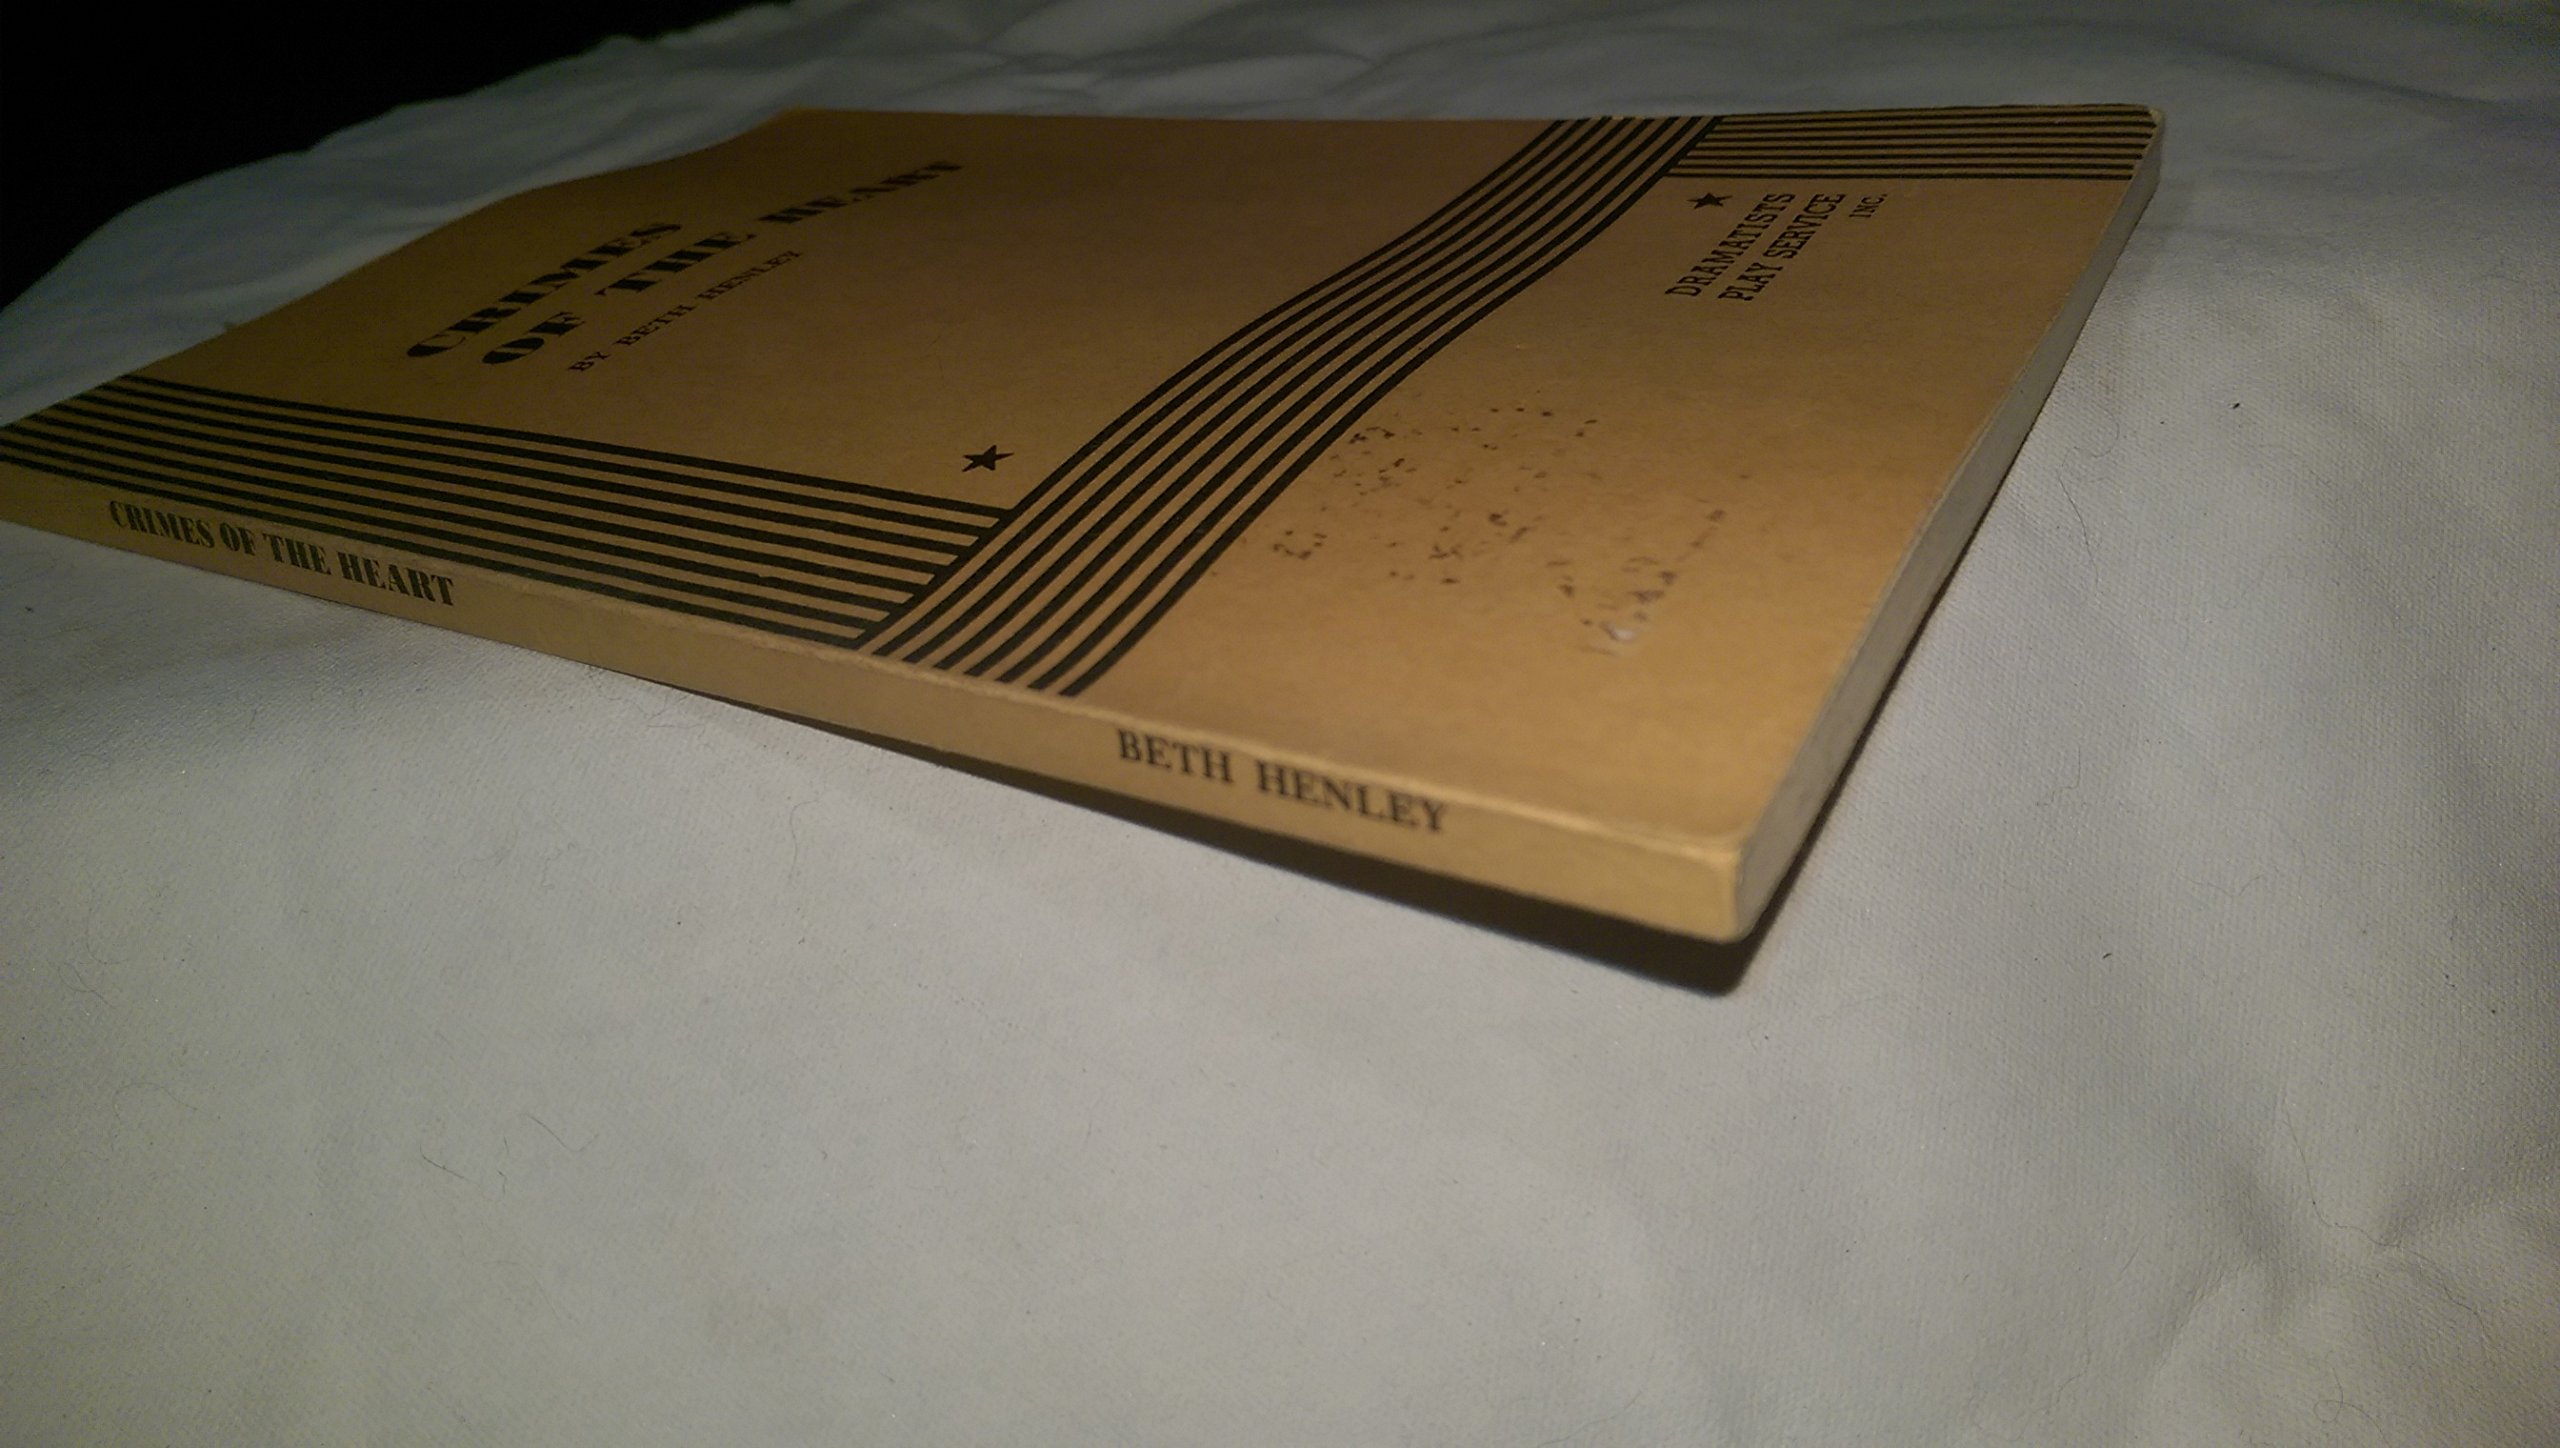 CRIMES
OF THE HEART
BY BETH HENLEY
DRAMATISTS
PLAY SERVICE
INC.
CRIMES OF THE HEART
BETH HENLEY